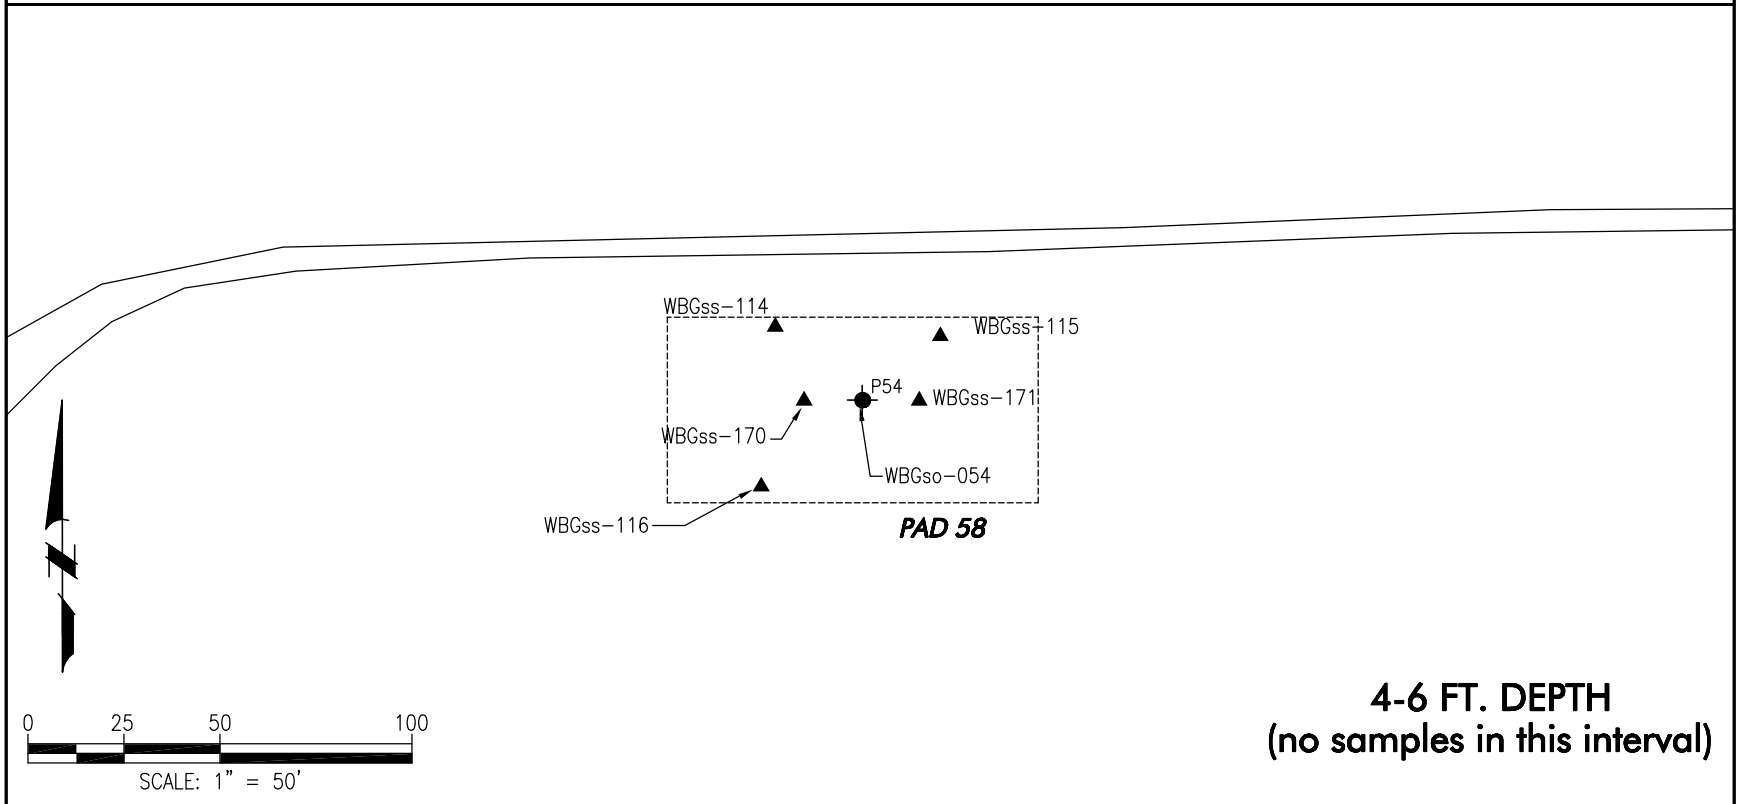 WBGss-114
WBGss-115
P54
WBGss-171
WBGss-170
WBGso-054
WBGss-116
PAD 58
N
4-6 FT. DEPTH
(no samples in this interval)
0 25 50 100
SCALE: 1" = 50'